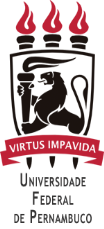 VIRTUS IMPAVIDA
UNIVERSIDADE
FEDERAL
DE PERNAMBUCO